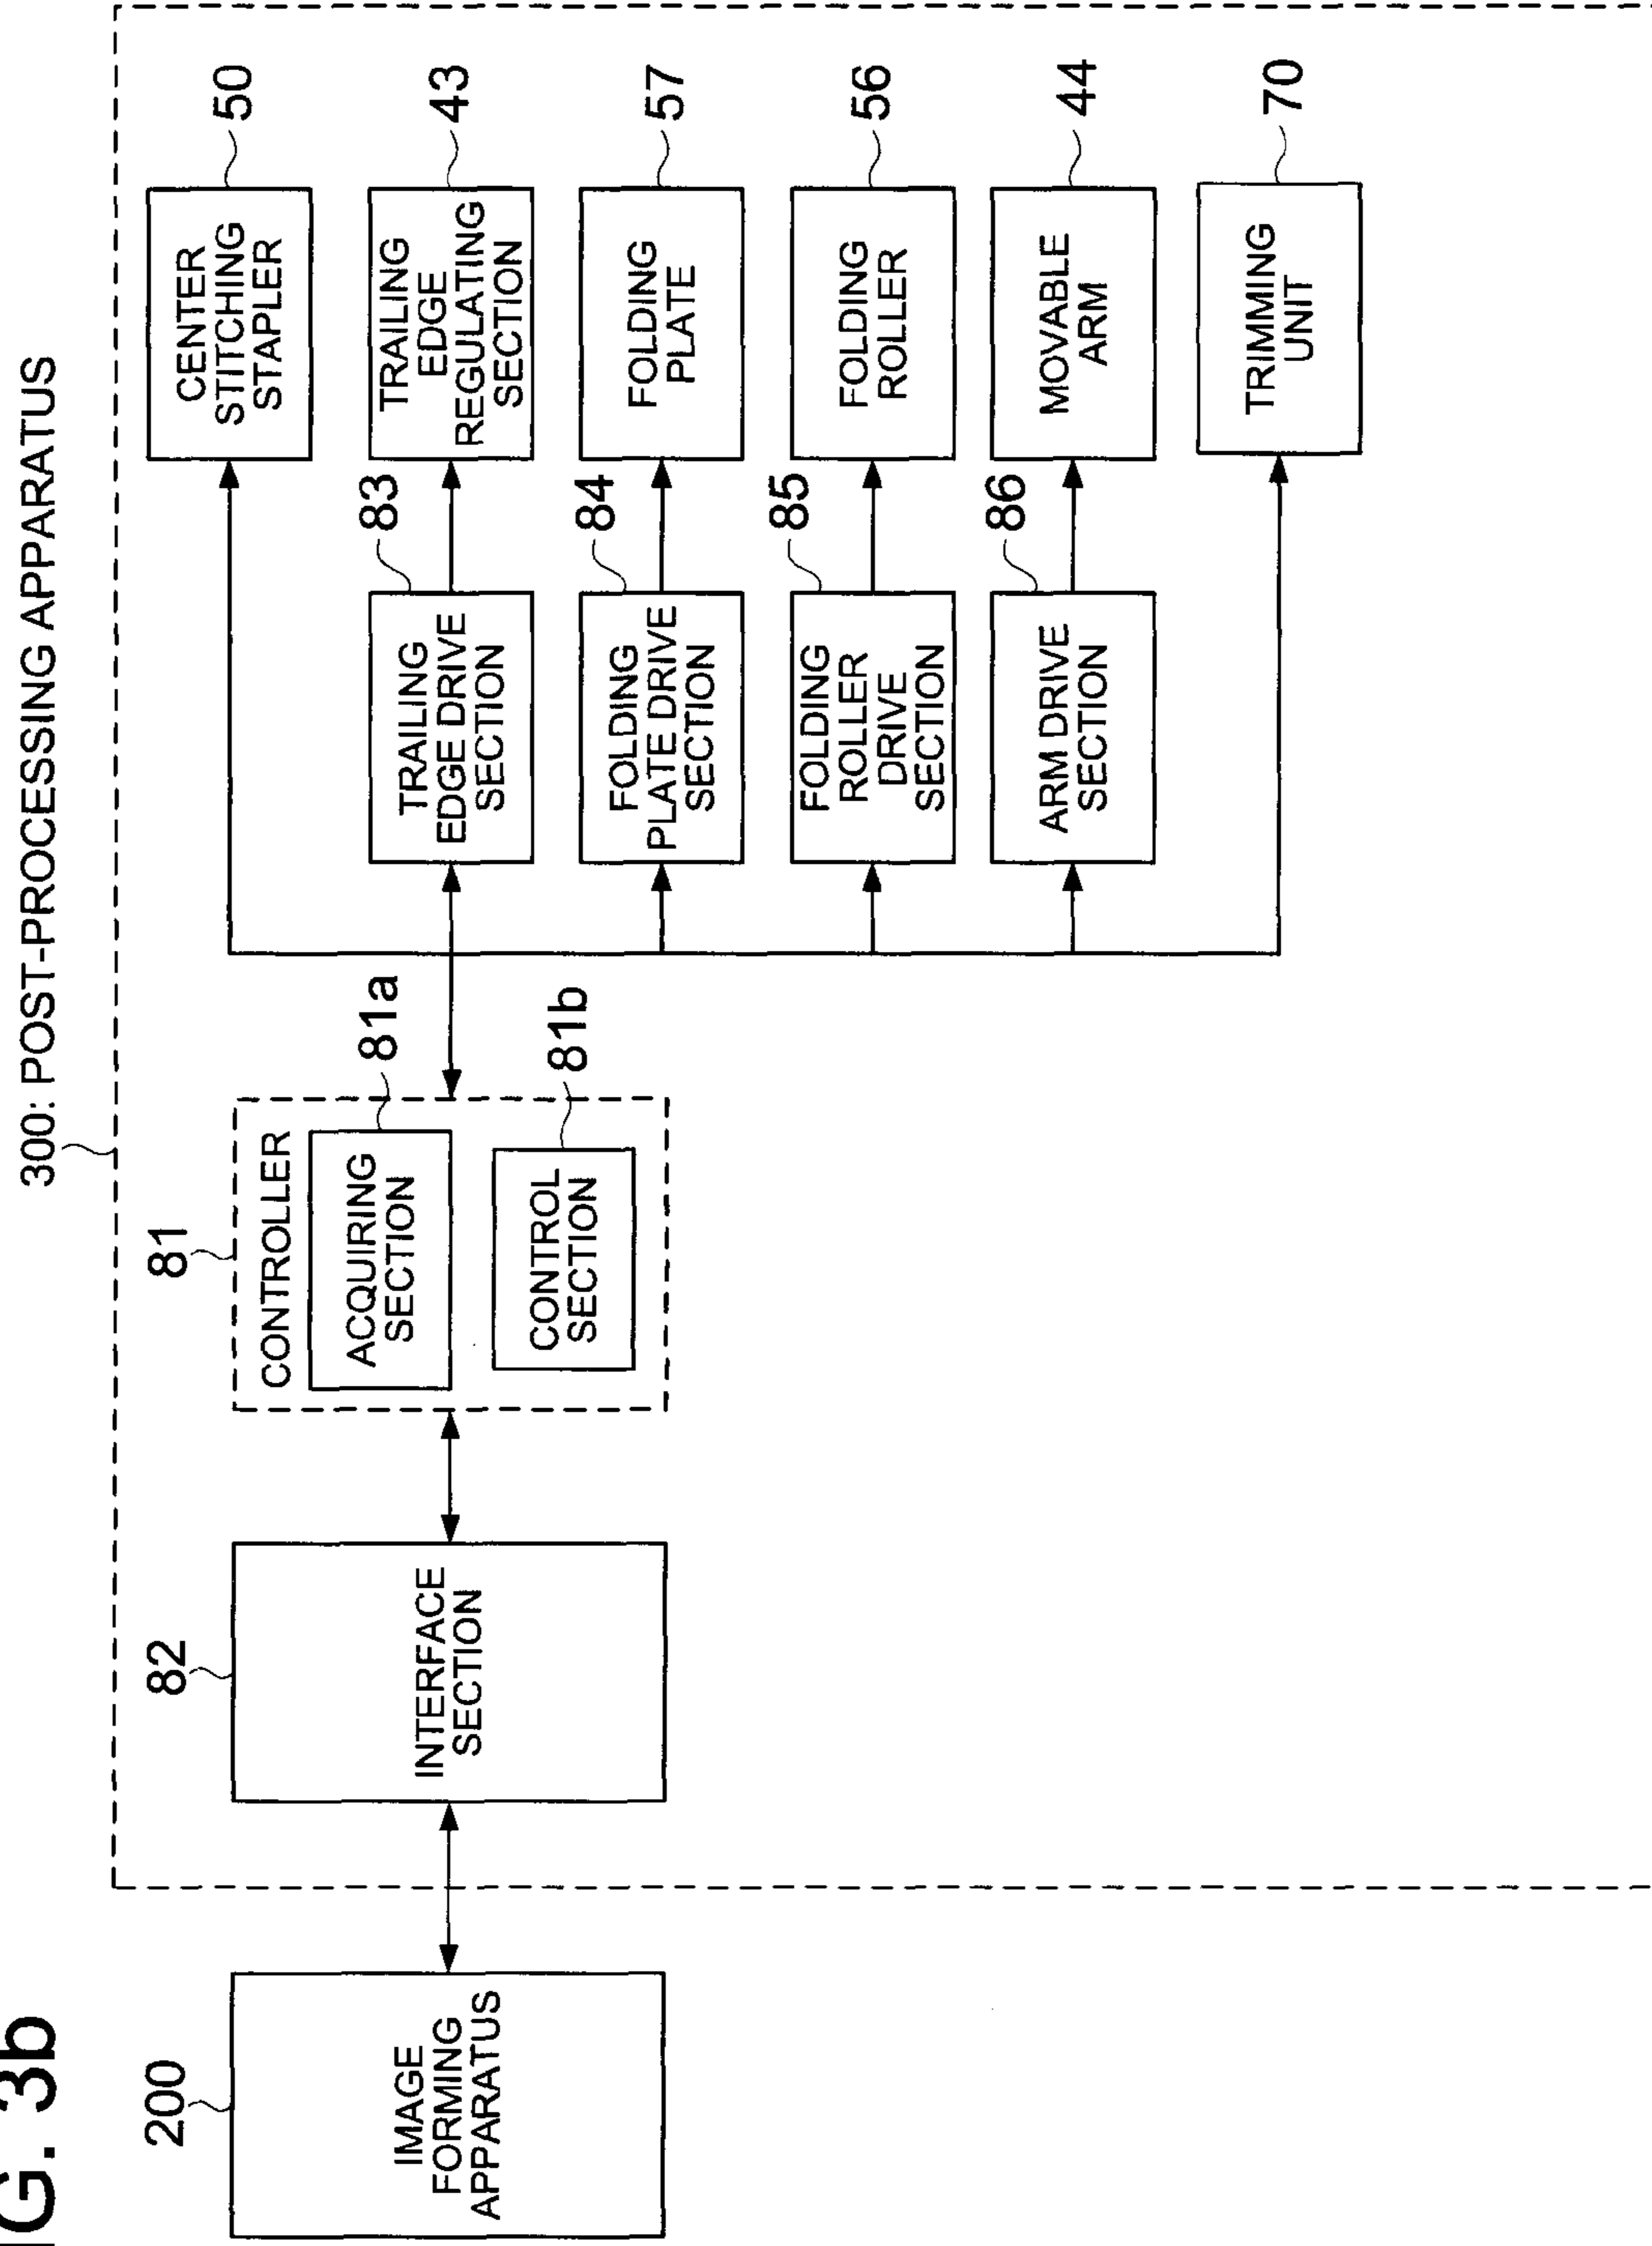 FIG. 3b
300: POST-PROCESSING APPARATUS
200
IMAGE
FORMING
APPARATUS
82
INTERFACE
SECTION
81
CONTROLLER
81a
ACQUIRING
SECTION
81b
CONTROL
SECTION
50
CENTER
STITCHING
STAPLER
83
TRAILING
EDGE DRIVE
SECTION
43
TRAILING
EDGE
REGULATING
SECTION
84
FOLDING
PLATE DRIVE
SECTION
57
FOLDING
PLATE
85
FOLDING
ROLLER
DRIVE
SECTION
56
FOLDING
ROLLER
86
ARM DRIVE
SECTION
44
MOVABLE
ARM
70
TRIMMING
UNIT